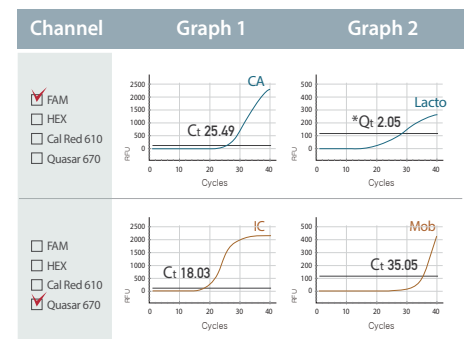 Channel Graph 1 Graph 2
FAM
HEX
Cal Red 610
Quasar 670
CA
2500
2000
1500
1000
500
0
RFU
Ct 25.49
0 10 20 30 40
Cycles
Lacto
500
400
300
200
100
0
RFU
*Qt 2.05
0 10 20 30 40
Cycles
FAM
HEX
Cal Red 610
Quasar 670
IC
2500
2000
1500
1000
500
0
RFU
Ct 18.03
0 10 20 30 40
Cycles
Mob
500
400
300
200
100
0
RFU
Ct 35.05
0 10 20 30 40
Cycles